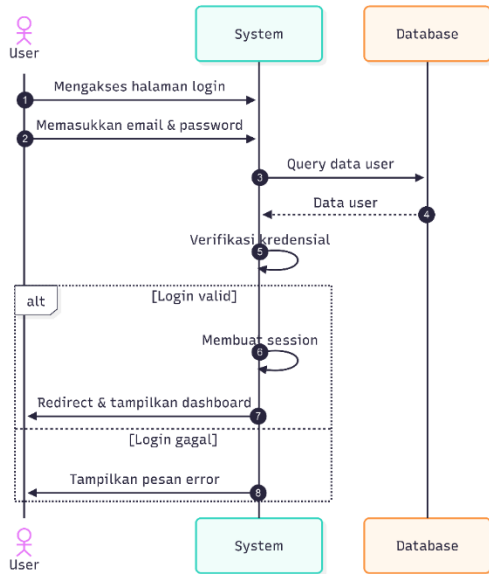 User
System
Database
1
Mengakses halaman login
2
Memasukkan email & password
3
Query data user
Data user
4
Verifikasi kredensial
5
alt
[Login valid]
Membuat session
6
Redirect & tampilkan dashboard
7
[Login gagal]
Tampilkan pesan error
8
User
System
Database